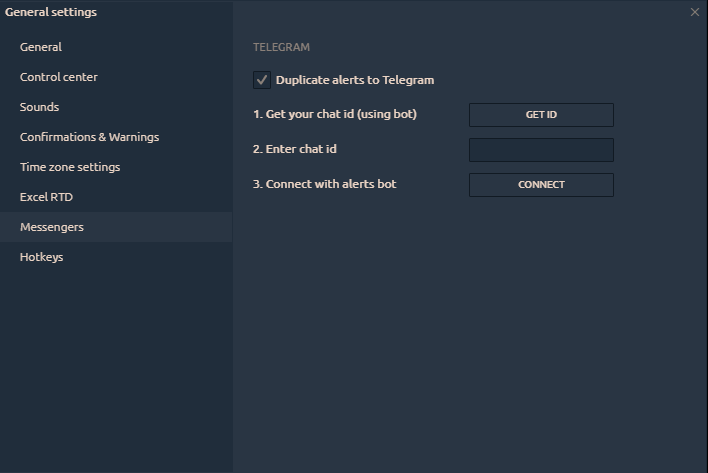 General settings
General
Control center
Sounds
Confirmations & Warnings
Time zone settings
Excel RTD
Messengers
Hotkeys
TELEGRAM
Duplicate alerts to Telegram
1. Get your chat id (using bot) GET ID
2. Enter chat id
3. Connect with alerts bot CONNECT